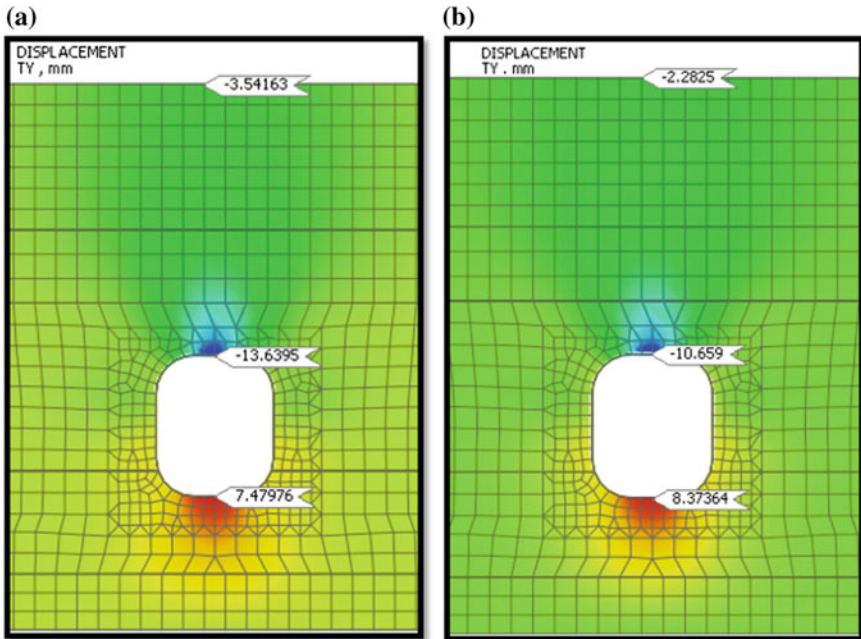 (a)
DISPLACEMENT
TY , mm
-3.54163
-13.6395
7.47976
(b)
DISPLACEMENT
TY . mm
-2.2825
-10.659
8.37364